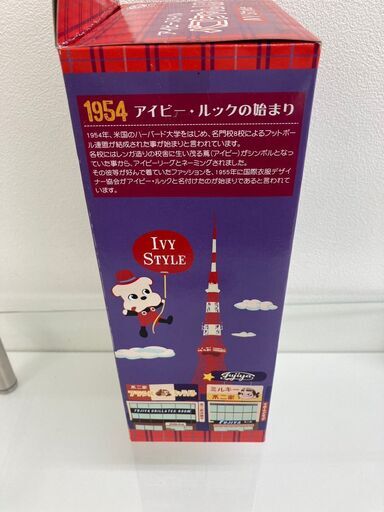 1954 アイビー・ルックの始まり
1954年、米国のハーバード大学をはじめ、名門校8校によるフットボー
ル連盟が結成された事が始まりと言われています。
各校にはレンガ造りの校舎に生い茂る蔦(アイビー)がシンボルとなっ
ていた事から、アイビーリーグとネーミングされました。
その彼等が好んで着ていたファッションを、1955年に国際衣服デザイ
ナー協会がアイビー・ルックと名付けたのが始まりであると言われて
います。
IVY
STYLE
Fujiya
不二家
FUJIYA GRILLATEE ROOM
ミルキー
不二家
FUJIYA